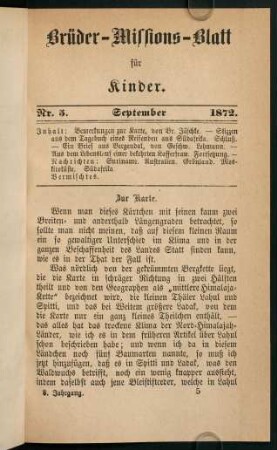 Brüder-Missions-Blatt
für
Kinder.
Nr. 5. September 1872.
Inhalt: Bemerkungen zur Karte, von Br. Jäschke. — Skizzen
aus dem Tagebuch eines Reisenden aus Südafrika. Schluß.
— Ein Brief aus Burgendal, von Geschw. Lehmann. —
Aus dem Lebenslauf einer bekehrten Kafferfrau. Fortsetzung.
Nachrichten: Suriname. Australien. Grönland. Mos-
kitoküste. Südafrika.
Vermischtes.
Zur Karte.
Wenn man dieses Kärtchen mit seinen kaum zwei
Breiten- und anderthalb Längengraden betrachtet, so
sollte man nicht meinen, daß auf diesem kleinen Raum
ein so gewaltiger Unterschied im Klima und in der
ganzen Beschaffenheit des Landes Statt finden kann,
wie es in der That der Fall ist.
Was nördlich von der gekrümmten Bergkette liegt,
die die Karte in schräger Richtung in zwei Hälften
theilt und von den Geographen als „mittlere Himalaja-
Kette“ bezeichnet wird, die kleinen Thäler Lahul und
Spitti, und das bei Weitem größere Ladak, von dem
die Karte nur ein ganz kleines Theilchen enthält, —
das alles hat das trockene Klima der Nord-Himalajah-
Länder, wie ich es in dem früheren Artikel über Lahul
schon beschrieben habe; und wenn ich da in diesem
Ländchen noch fünf Baumarten nannte, so muß ich
jetzt hinzufügen, daß es in Spitti und Ladak, was den
Waldwuchs betrifft, noch ein wenig knapper aussieht,
indem daselbst auch jene Bleistiftceder, welche in Lahul
5. Jahrgang. 5